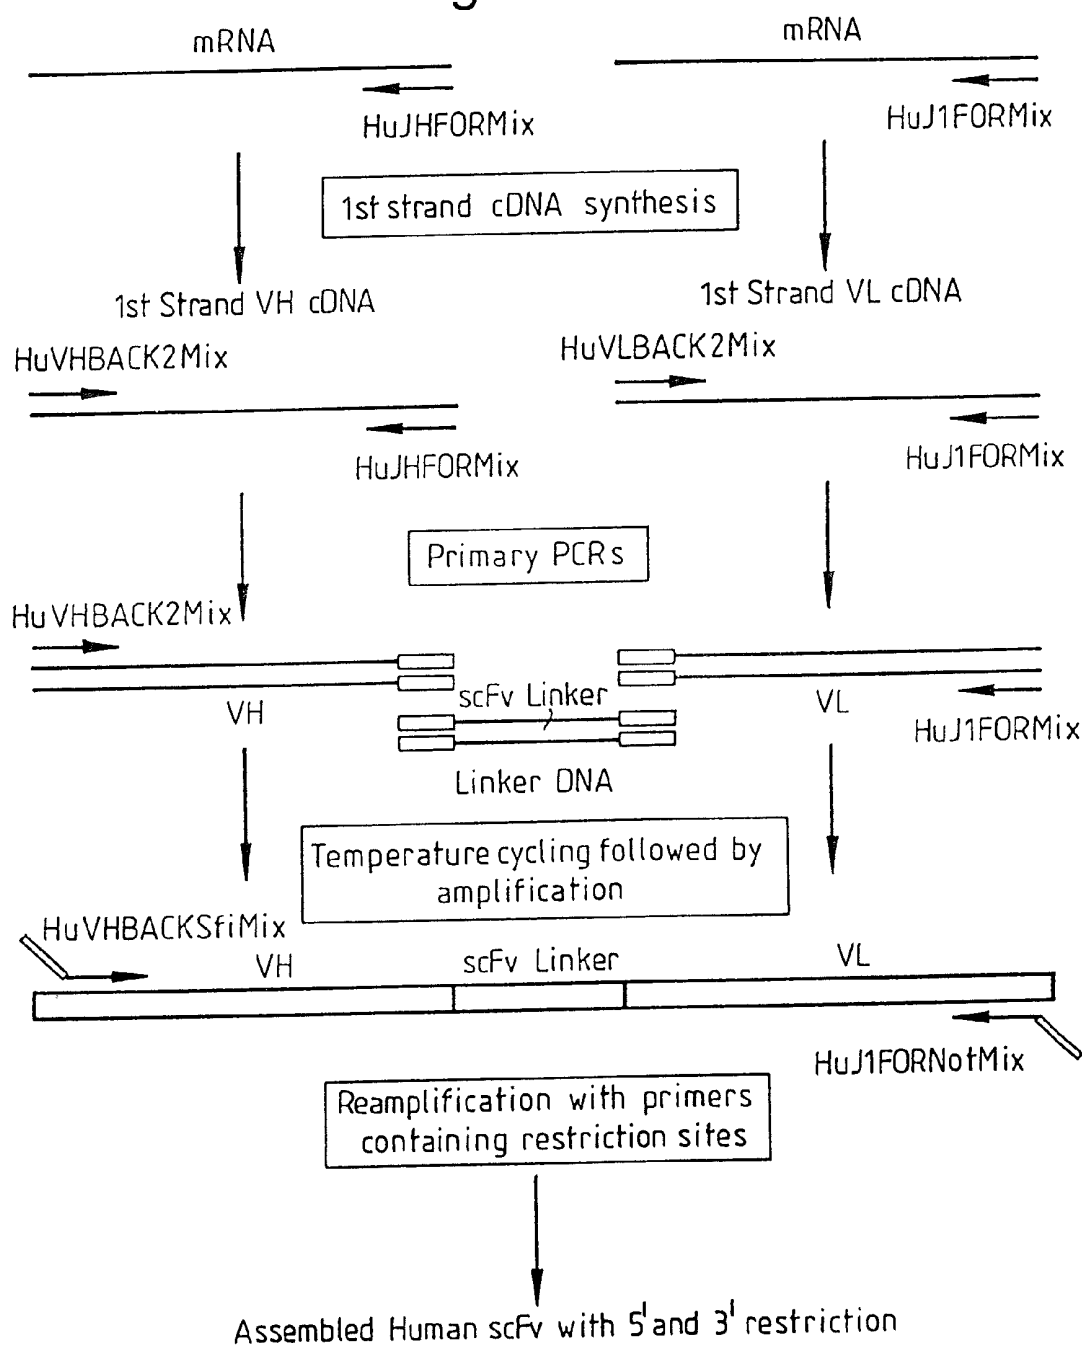 g
mRNA
mRNA
HuJHFORMix
HuJ1FORMix
1st strand cDNA synthesis
1st Strand VH cDNA
1st Strand VL cDNA
HuVHBACK2Mix
HuVLBACK2Mix
HuJHFORMix
HuJ1FORMix
Primary PCRs
HuVHBACK2Mix
VH
scFv Linker
VL
HuJ1FORMix
Linker DNA
Temperature cycling followed by
amplification
HuVHBACKSfiMix
VH
scFv Linker
VL
HuJ1FORNotMix
Reamplification with primers
containing restriction sites
Assembled Human scFv with 5' and 3' restriction